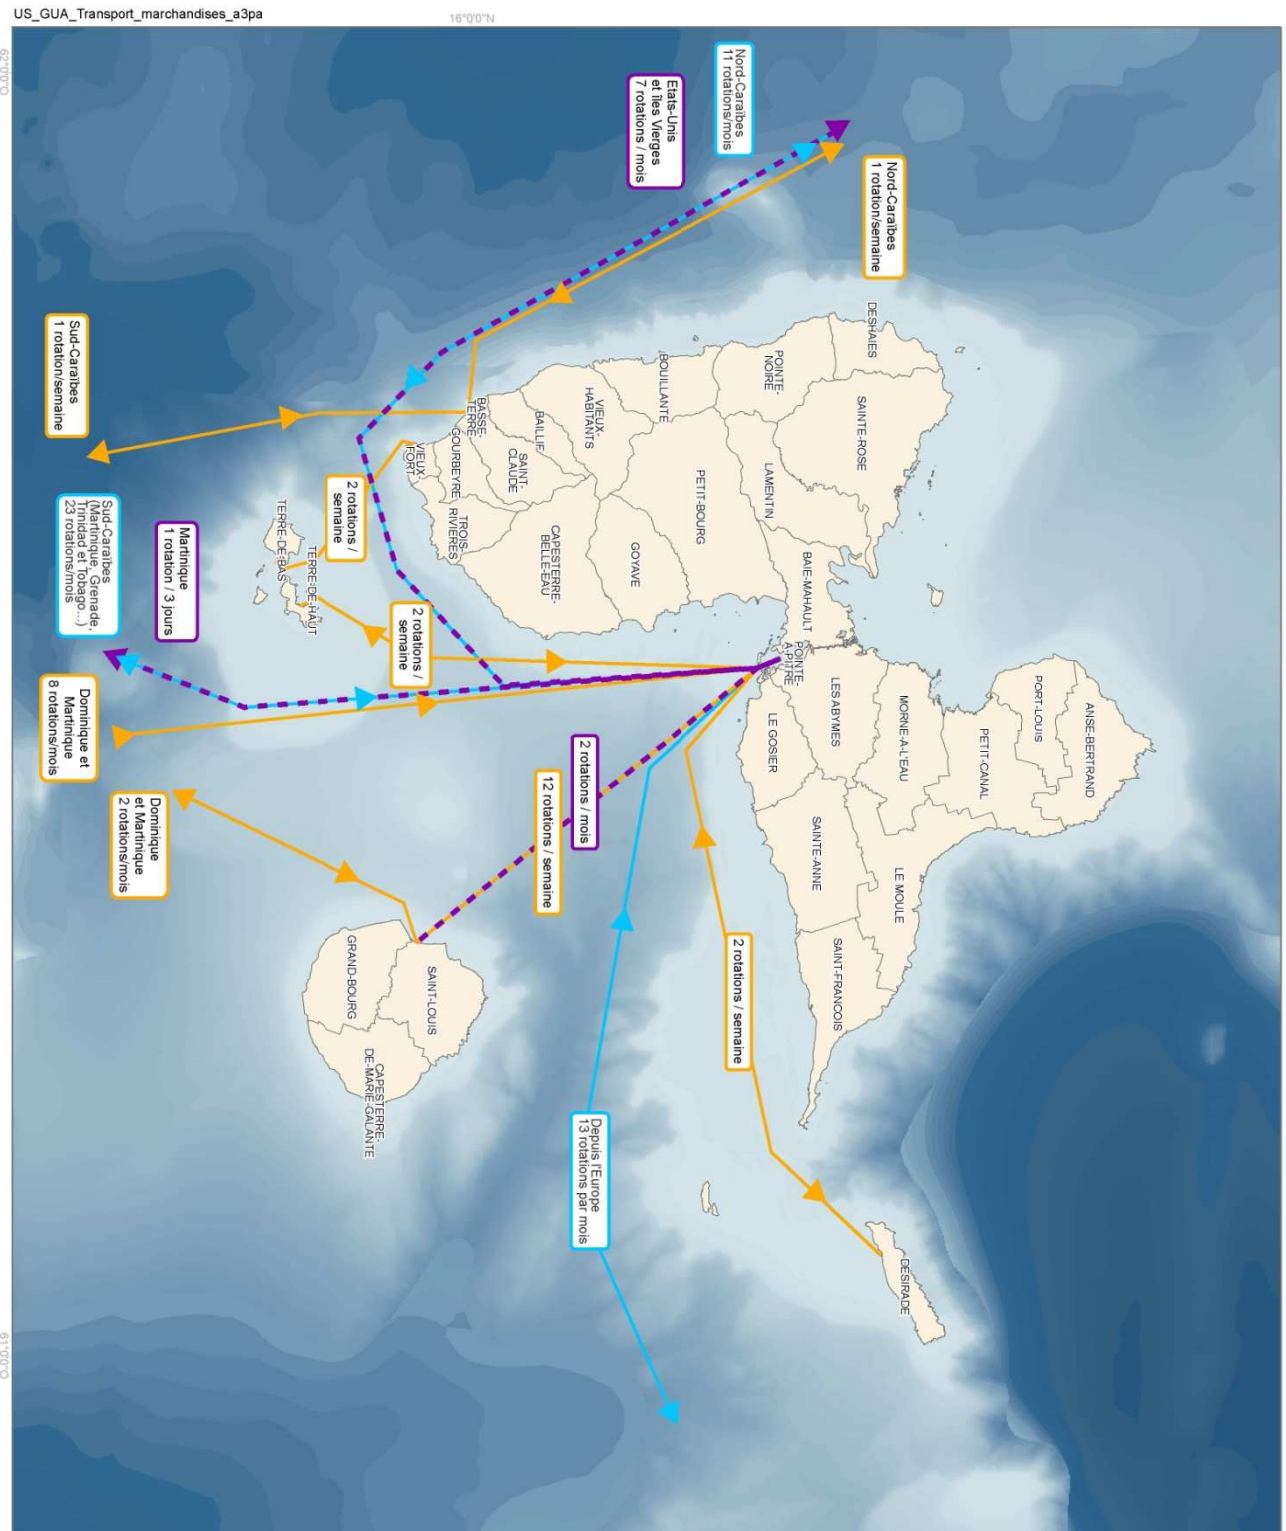 US_GUA_Transport_marchandises_a3pa
16°0'0"N
62°0'0"O
61°0'0"O
Nord-Caraïbes
11 rotations/mois
Etats-Unis
et îles Vierges
7 rotations / mois
Nord-Caraïbes
1 rotation/semaine
Sud-Caraïbes
1 rotation/semaine
Sud-Caraïbes
(Martinique, Grenade,
Trinidad et Tobago...)
23 rotations/mois
Martinique
1 rotation / 3 jours
Dominique et
Martinique
8 rotations/mois
Dominique
et Martinique
2 rotations/mois
2 rotations /
semaine
2 rotations /
semaine
2 rotations / mois
12 rotations / semaine
2 rotations / semaine
Depuis l'Europe
13 rotations par mois
ANSE-BERTRAND
PORT-LOUIS
PETIT-CANAL
MORNE-A-L'EAU
LE MOULE
LES ABYMES
POINTE-
A-PITRE
LE GOSIER
SAINTE-ANNE
SAINT-FRANCOIS
DESIRADE
DESHAIES
SAINTE-ROSE
POINTE-
NOIRE
LAMENTIN
BAIE-MAHAULT
BOUILLANTE
PETIT-BOURG
VIEUX-
HABITANTS
GOYAVE
BAILLIF
SAINT-
CLAUDE
CAPESTERRE-
BELLE-EAU
BASSE-
TERRE
GOURBEYRE
TROIS-
RIVIERES
VIEUX-
FORT
TERRE-DE-BAS
TERRE-DE-HAUT
SAINT-LOUIS
GRAND-BOURG
CAPESTERRE-
DE-MARIE-GALANTE